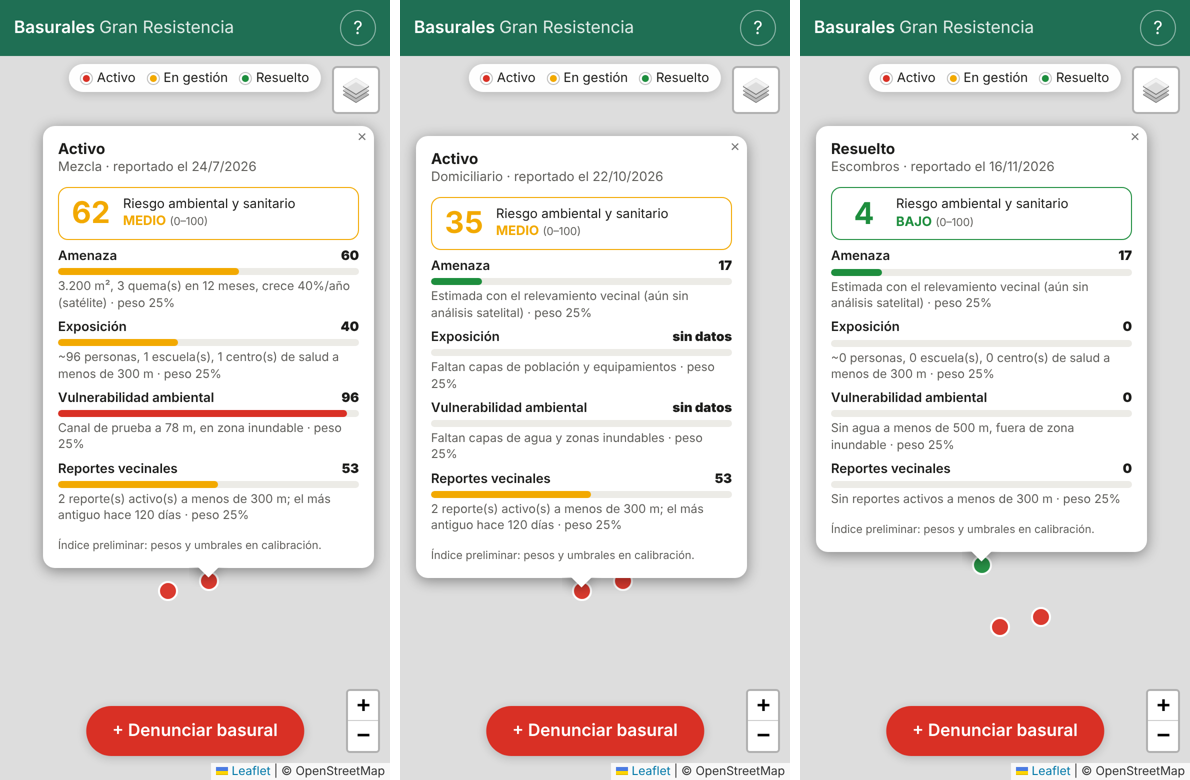 Basurales Gran Resistencia
?
Activo En gestión Resuelto
×
Activo
Mezcla · reportado el 24/7/2026
62
Riesgo ambiental y sanitario
MEDIO (0–100)
Amenaza 60
3.200 m², 3 quema(s) en 12 meses, crece 40%/año
(satélite) · peso 25%
Exposición 40
~96 personas, 1 escuela(s), 1 centro(s) de salud a
menos de 300 m · peso 25%
Vulnerabilidad ambiental 96
Canal de prueba a 78 m, en zona inundable · peso
25%
Reportes vecinales 53
2 reporte(s) activo(s) a menos de 300 m; el más
antiguo hace 120 días · peso 25%
Índice preliminar: pesos y umbrales en calibración.
+ Denunciar basural
+
−
Leaflet | © OpenStreetMap
Basurales Gran Resistencia
?
Activo En gestión Resuelto
×
Activo
Domiciliario · reportado el 22/10/2026
35
Riesgo ambiental y sanitario
MEDIO (0–100)
Amenaza 17
Estimada con el relevamiento vecinal (aún sin
análisis satelital) · peso 25%
Exposición sin datos
Faltan capas de población y equipamientos · peso
25%
Vulnerabilidad ambiental sin datos
Faltan capas de agua y zonas inundables · peso
25%
Reportes vecinales 53
2 reporte(s) activo(s) a menos de 300 m; el más
antiguo hace 120 días · peso 25%
Índice preliminar: pesos y umbrales en calibración.
+ Denunciar basural
+
−
Leaflet | © OpenStreetMap
Basurales Gran Resistencia
?
Activo En gestión Resuelto
×
Resuelto
Escombros · reportado el 16/11/2026
4
Riesgo ambiental y sanitario
BAJO (0–100)
Amenaza 17
Estimada con el relevamiento vecinal (aún sin
análisis satelital) · peso 25%
Exposición 0
~0 personas, 0 escuela(s), 0 centro(s) de salud a
menos de 300 m · peso 25%
Vulnerabilidad ambiental 0
Sin agua a menos de 500 m, fuera de zona
inundable · peso 25%
Reportes vecinales 0
Sin reportes activos a menos de 300 m · peso 25%
Índice preliminar: pesos y umbrales en calibración.
+ Denunciar basural
+
−
Leaflet | © OpenStreetMap